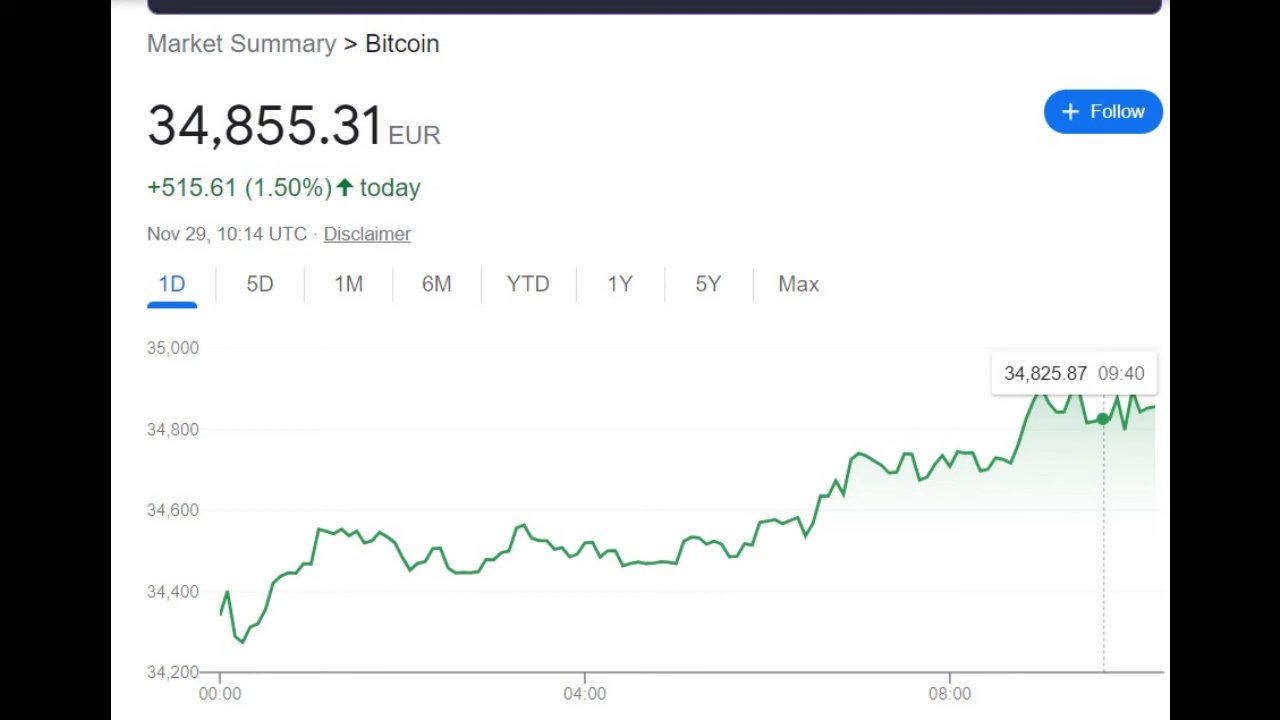 Market Summary > Bitcoin
34,855.31 EUR
+ Follow
+515.61 (1.50%) ↑ today
Nov 29, 10:14 UTC · Disclaimer
1D 5D 1M 6M YTD 1Y 5Y Max
35,000
34,825.87 09:40
34,800
34,600
34,400
34,200
00:00 04:00 08:00